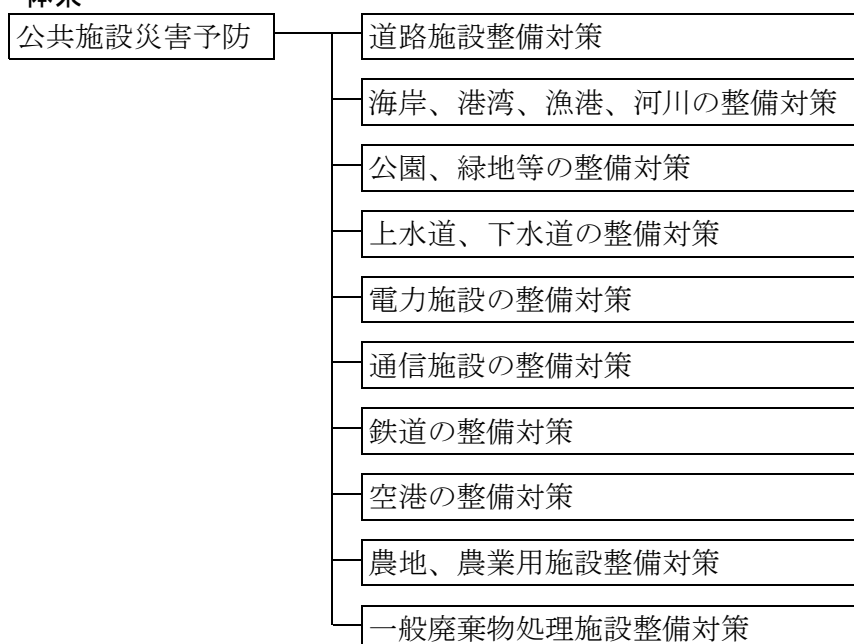 公共施設災害予防
道路施設整備対策
海岸、港湾、漁港、河川の整備対策
公園、緑地等の整備対策
上水道、下水道の整備対策
電力施設の整備対策
通信施設の整備対策
鉄道の整備対策
空港の整備対策
農地、農業用施設整備対策
一般廃棄物処理施設整備対策